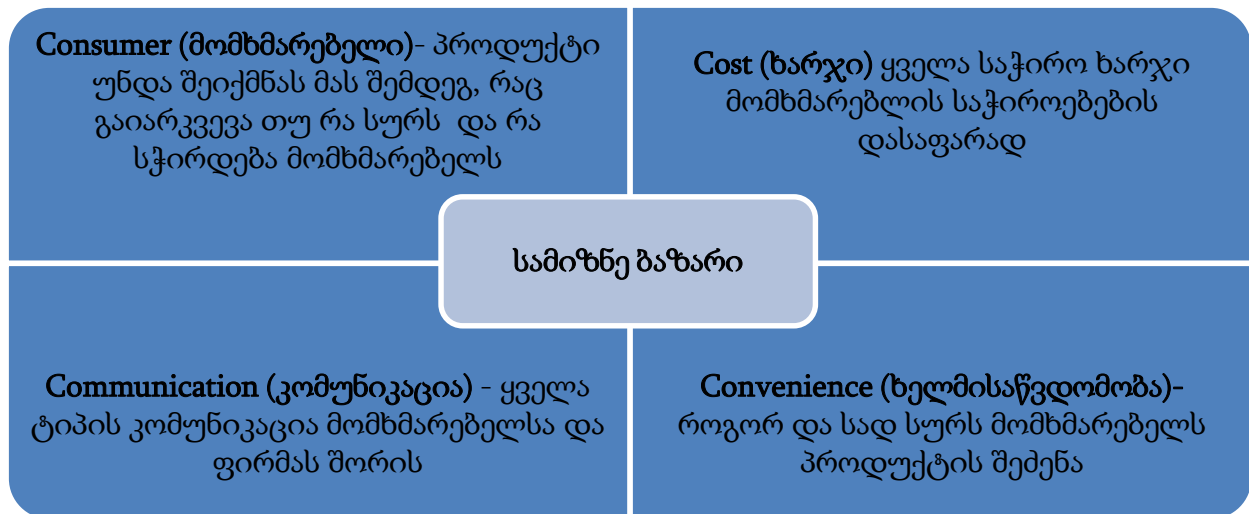 Consumer (მომხმარებელი)- პროდუქტი
უნდა შეიქმნას მას შემდეგ, რაც
გაიარკვევა თუ რა სურს და რა
სჭირდება მომხმარებელს
Cost (ხარჯი) ყველა საჭირო ხარჯი
მომხმარებლის საჭიროებების
დასაფარად
სამიზნე ბაზარი
Communication (კომუნიკაცია) - ყველა
ტიპის კომუნიკაცია მომხმარებელსა და
ფირმას შორის
Convenience (ხელმისაწვდომობა)-
როგორ და სად სურს მომხმარებელს
პროდუქტის შეძენა